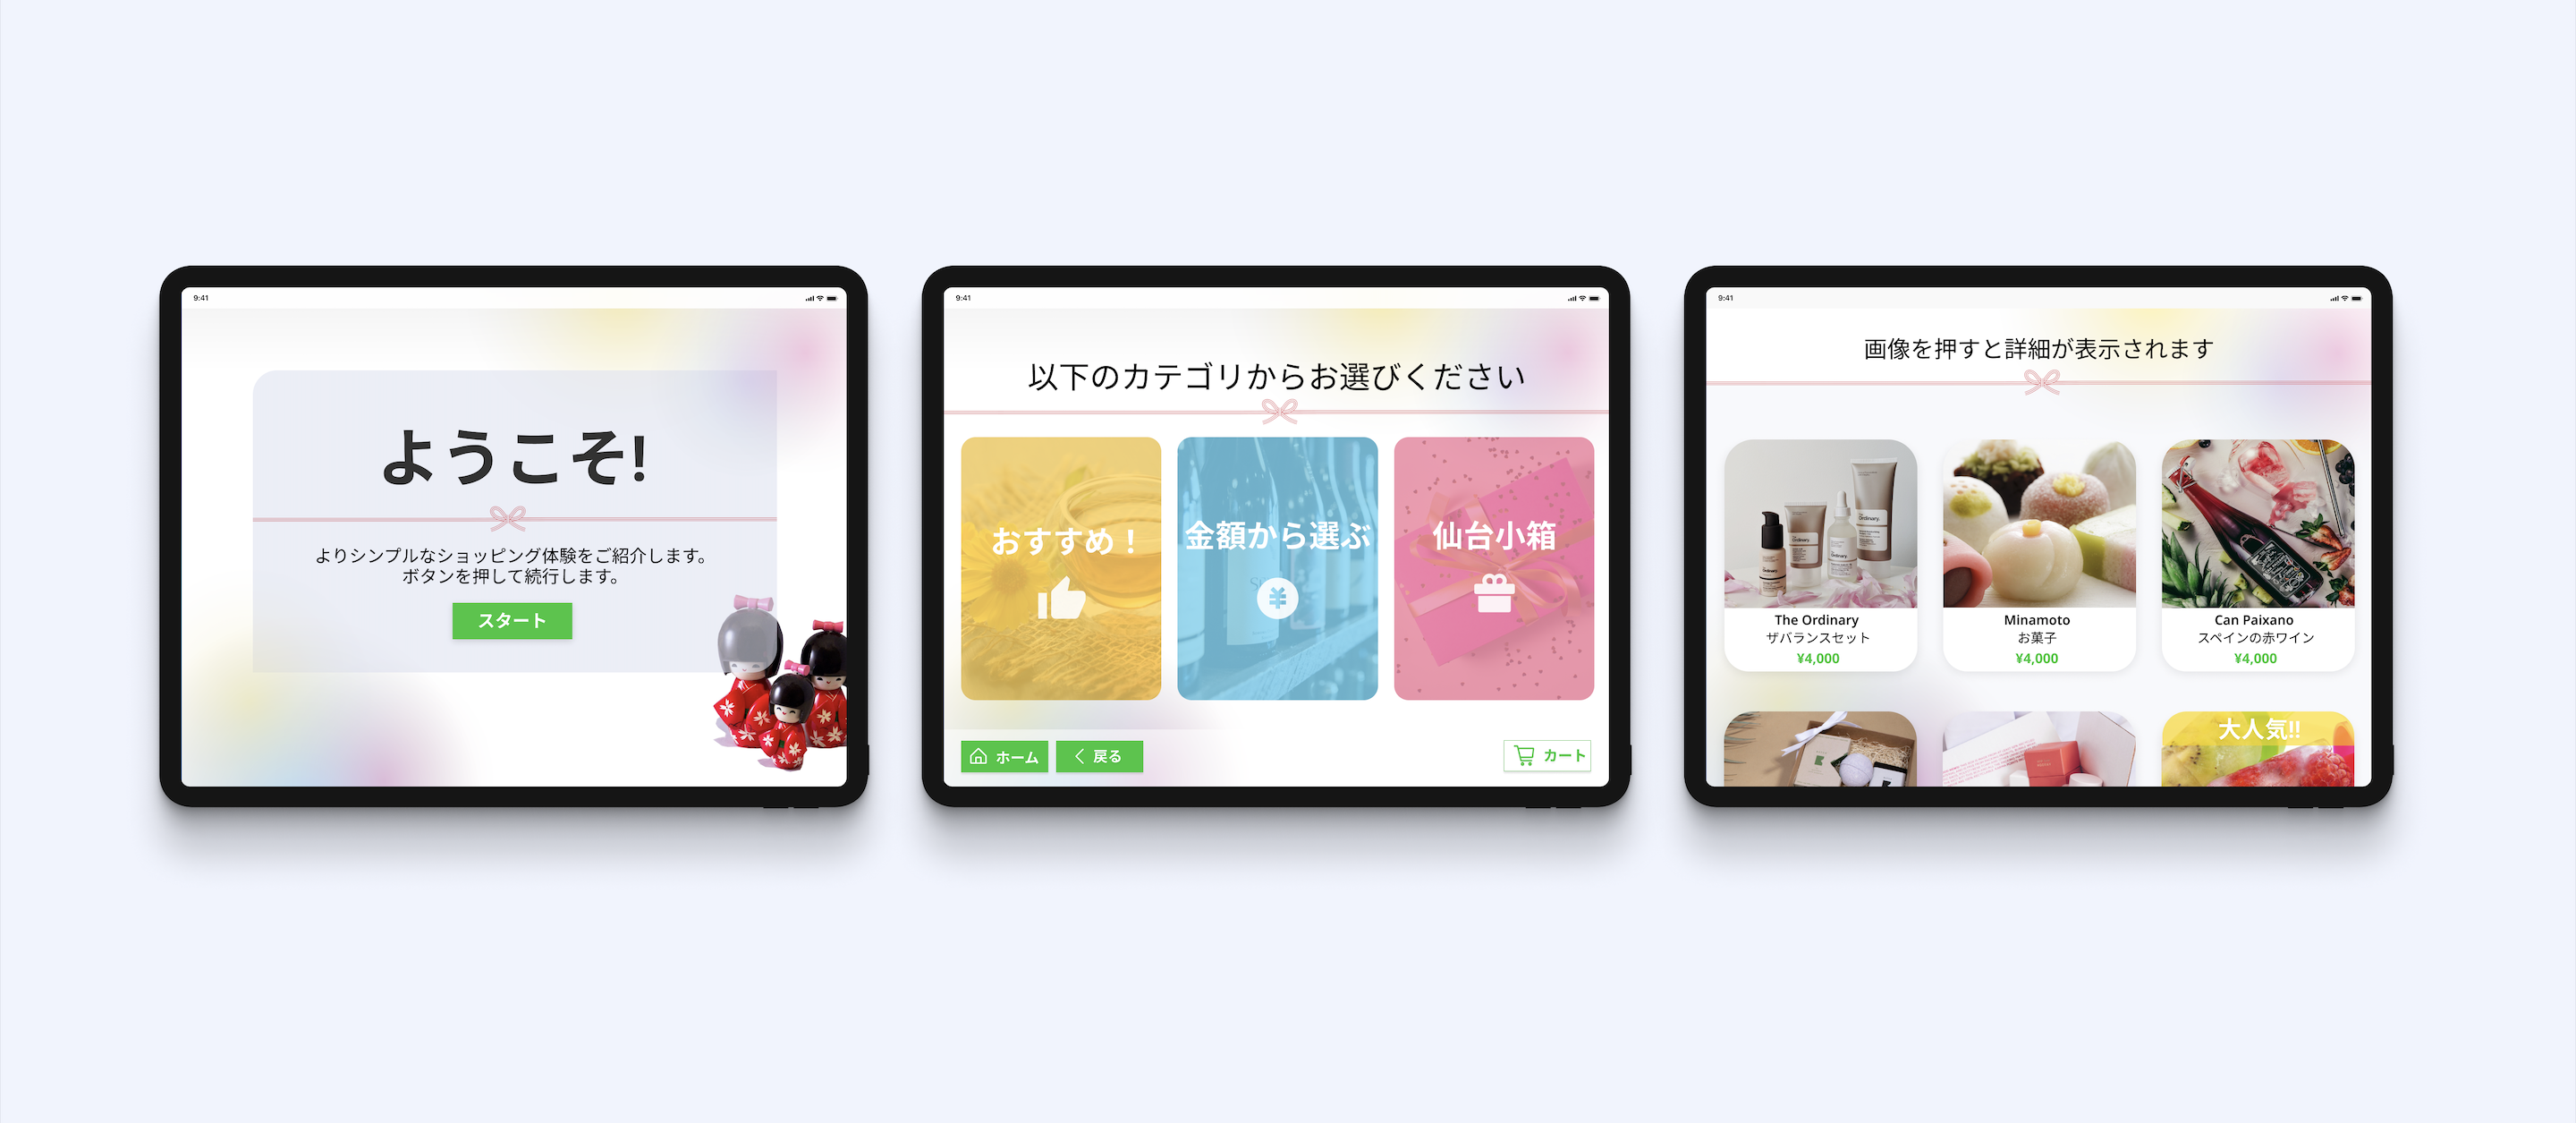 9:41
ようこそ!
よりシンプルなショッピング体験をご紹介します。
ボタンを押して続行します。
スタート
9:41
以下のカテゴリからお選びください
おすすめ！
金額から選ぶ
仙台小箱
ホーム
戻る
カート
9:41
画像を押すと詳細が表示されます
The Ordinary
ザバランスセット
¥4,000
Minamoto
お菓子
¥4,000
Can Paixano
スペインの赤ワイン
¥4,000
大人気!!